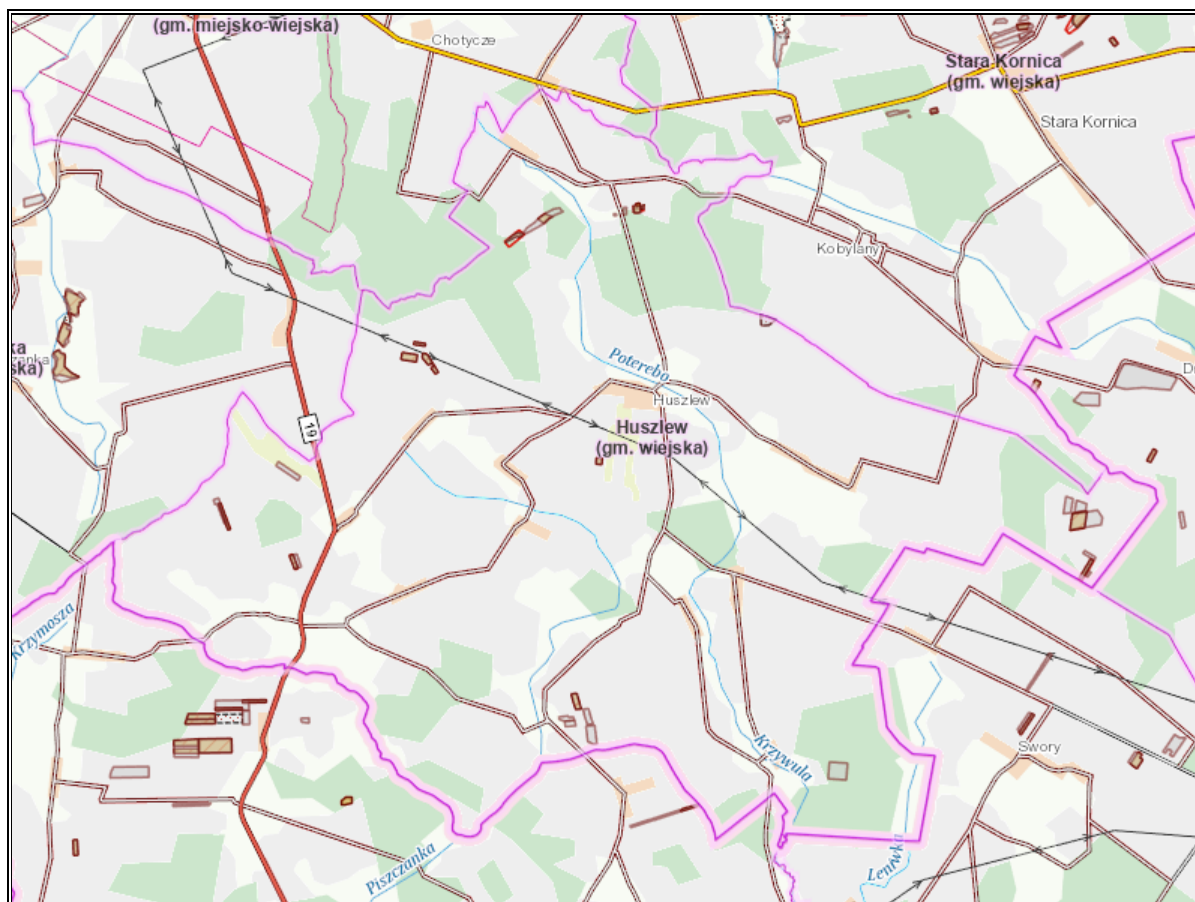 (gm. miejsko-wiejska)
Chotycze
Stara Kornica
(gm. wiejska)
Stara Kornica
Kobylany
Poterebo
Huszlew
Huszlew
(gm. wiejska)
19
Krzymosza
Krzywula
Swory
Piszczanka
Leniwka